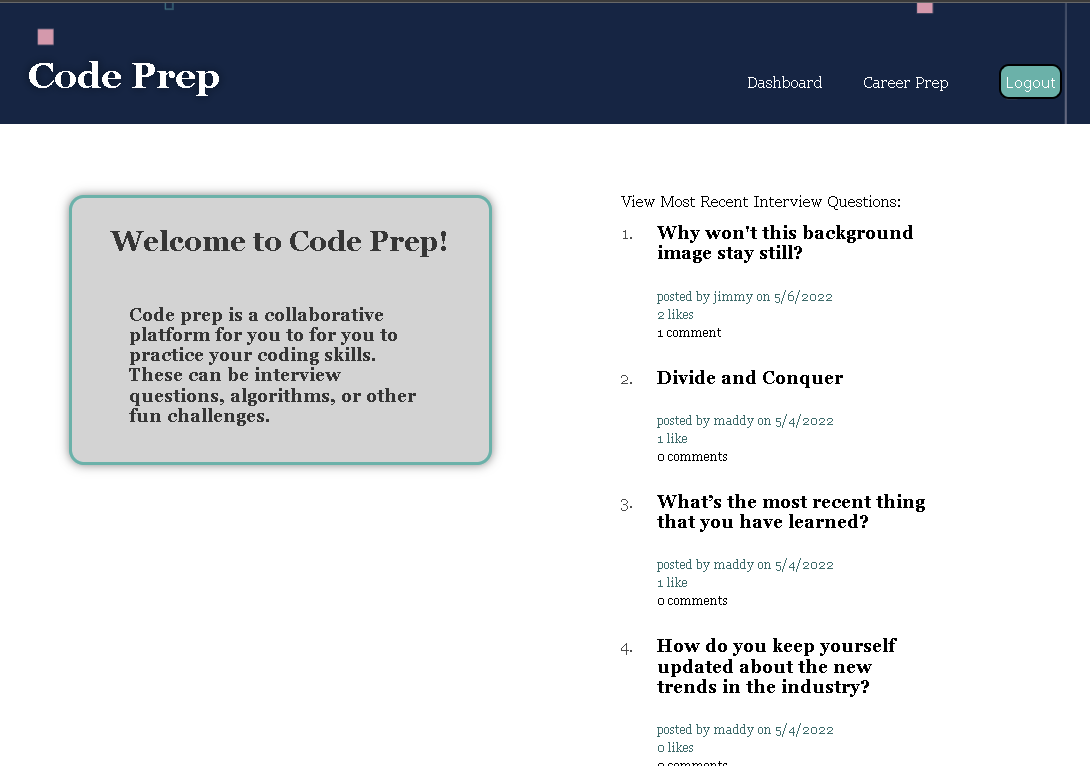 Code Prep
Dashboard
Career Prep
Logout
Welcome to Code Prep!
Code prep is a collaborative
platform for you to for you to
practice your coding skills.
These can be interview
questions, algorithms, or other
fun challenges.
View Most Recent Interview Questions:
1. Why won't this background
image stay still?
posted by jimmy on 5/6/2022
2 likes
1 comment
2. Divide and Conquer
posted by maddy on 5/4/2022
1 like
0 comments
3. What’s the most recent thing
that you have learned?
posted by maddy on 5/4/2022
1 like
0 comments
4. How do you keep yourself
updated about the new
trends in the industry?
posted by maddy on 5/4/2022
0 likes
0 comments